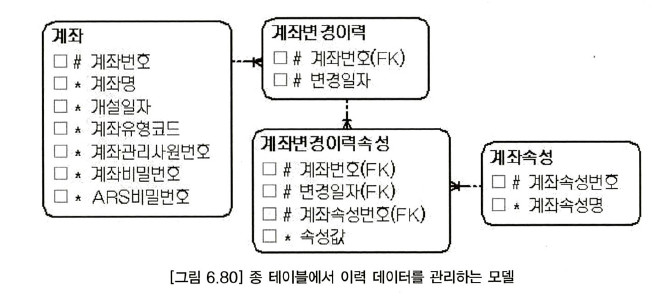 계좌
□ # 계좌번호
□ * 계좌명
□ * 개설일자
□ * 계좌유형코드
□ * 계좌관리사원번호
□ * 계좌비밀번호
□ * ARS비밀번호
계좌변경이력
□ # 계좌번호(FK)
□ # 변경일자
계좌변경이력속성
□ # 계좌번호(FK)
□ # 변경일자(FK)
□ # 계좌속성번호(FK)
□ * 속성값
계좌속성
□ # 계좌속성번호
□ * 계좌속성명
[그림 6.80] 종 테이블에서 이력 데이터를 관리하는 모델